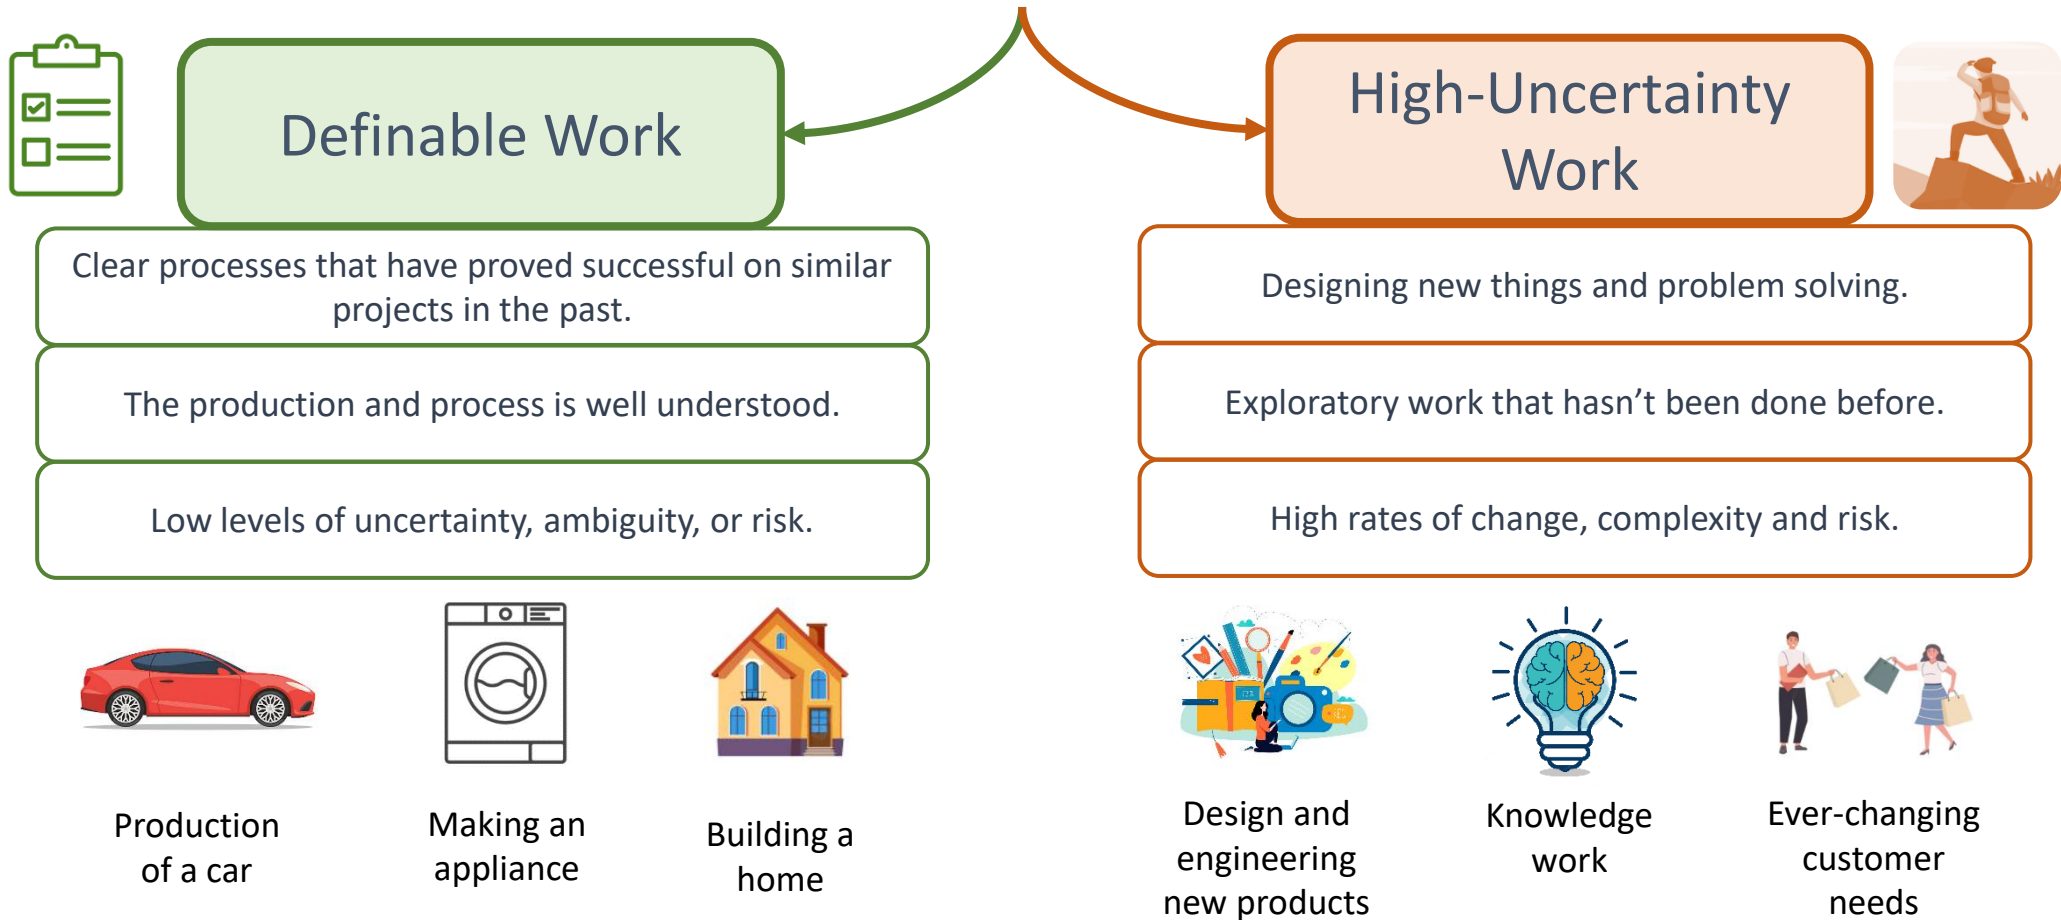 Definable Work
Clear processes that have proved successful on similar
projects in the past.
The production and process is well understood.
Low levels of uncertainty, ambiguity, or risk.
Production
of a car
Making an
appliance
Building a
home
High-Uncertainty
Work
Designing new things and problem solving.
Exploratory work that hasn’t been done before.
High rates of change, complexity and risk.
Design and
engineering
new products
Knowledge
work
Ever-changing
customer
needs